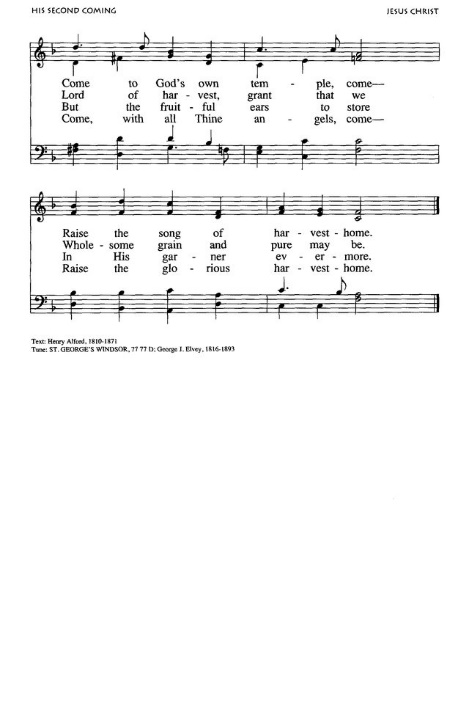 HIS SECOND COMING JESUS CHRIST
Come to God's own tem - ple, come—
Lord of har - vest, grant that we
But the fruit - ful ears to store
Come, with all Thine an - gels, come—
Raise the song of har - vest - home.
Whole - some grain and pure may be.
In His gar - ner ev - er - more.
Raise the glo - rious har - vest - home.
Text: Henry Alford, 1810-1871
Tune: ST. GEORGE'S WINDSOR, 77 77 D; George J. Elvey, 1816-1893